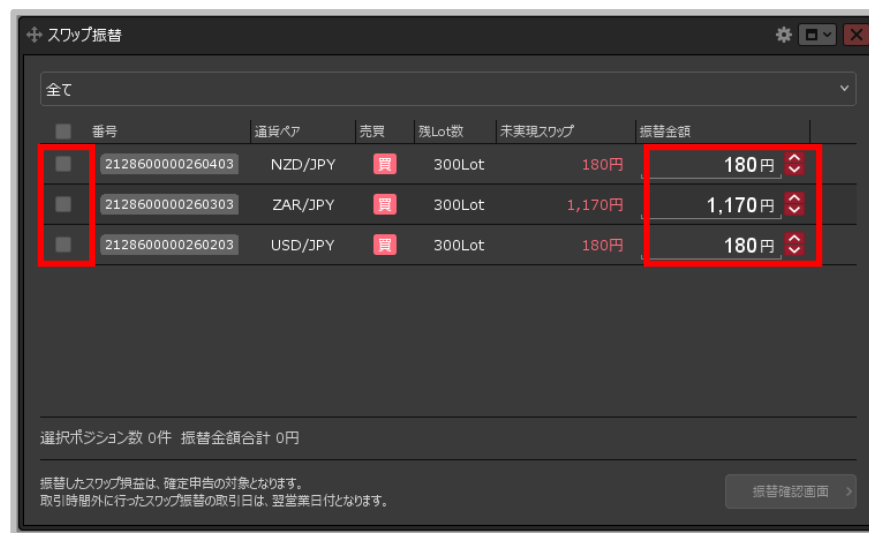 スワップ振替
全て
番号 通貨ペア 売買 残Lot数 未実現スワップ 振替金額
2128600000260403 NZD/JPY 買 300Lot 180円 180円
2128600000260303 ZAR/JPY 買 300Lot 1,170円 1,170円
2128600000260203 USD/JPY 買 300Lot 180円 180円
選択ポジション数 0件 振替金額合計 0円
振替したスワップ損益は、確定申告の対象となります。
取引時間外に行ったスワップ振替の取引日は、翌営業日付となります。
振替確認画面